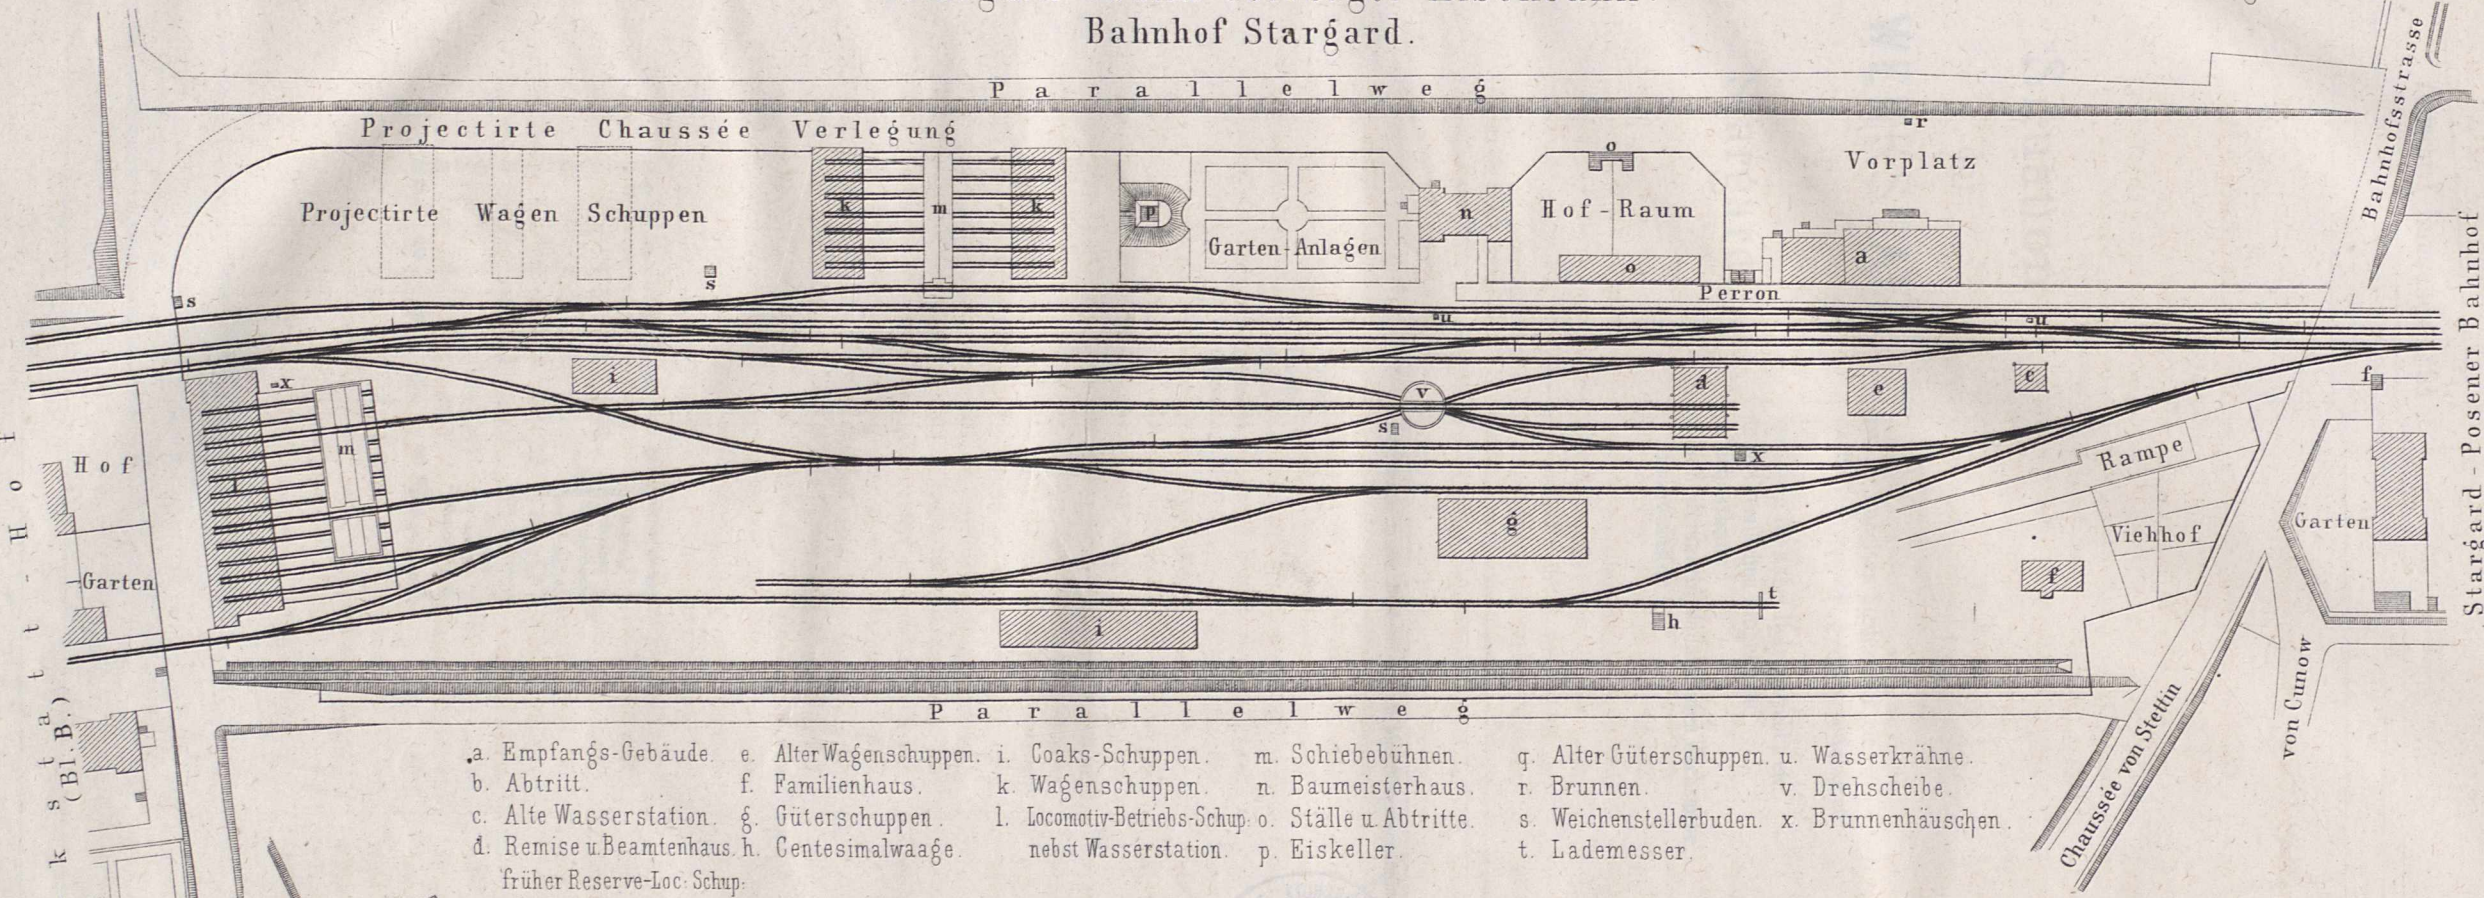 Bahnhof Stargard.
Parallelweg
Bahnhofsstrasse
Projectirte Chaussée Verlegung
r
o
Vorplatz
Projectirte Wagen Schuppen
k
m
k
p
Garten-Anlagen
n
Hof-Raum
o
a
Perron
s
s
u
u
Stargard-Posener Bahnhof
x
i
v
d
e
c
f
s
x
Hof
m
l
Rampe
g
Viehhof
Garten
Garten
f
t
h
i
von Cunow
Parallelweg
Chaussée von Stettin
(Bl. B.)
a. Empfangs-Gebäude.
b. Abtritt.
c. Alte Wasserstation.
d. Remise u. Beamtenhaus.
früher Reserve-Loc: Schup:
e. Alter Wagenschuppen.
f. Familienhaus.
g. Güterschuppen.
h. Centesimalwaage.
i. Coaks-Schuppen.
k. Wagenschuppen.
l. Locomotiv-Betriebs-Schup:
nebst Wasserstation.
m. Schiebebühnen.
n. Baumeisterhaus.
o. Ställe u. Abtritte.
p. Eiskeller.
q. Alter Güterschuppen.
r. Brunnen.
s. Weichenstellerbuden.
t. Lademesser.
u. Wasserkrähne.
v. Drehscheibe.
x. Brunnenhäuschen.